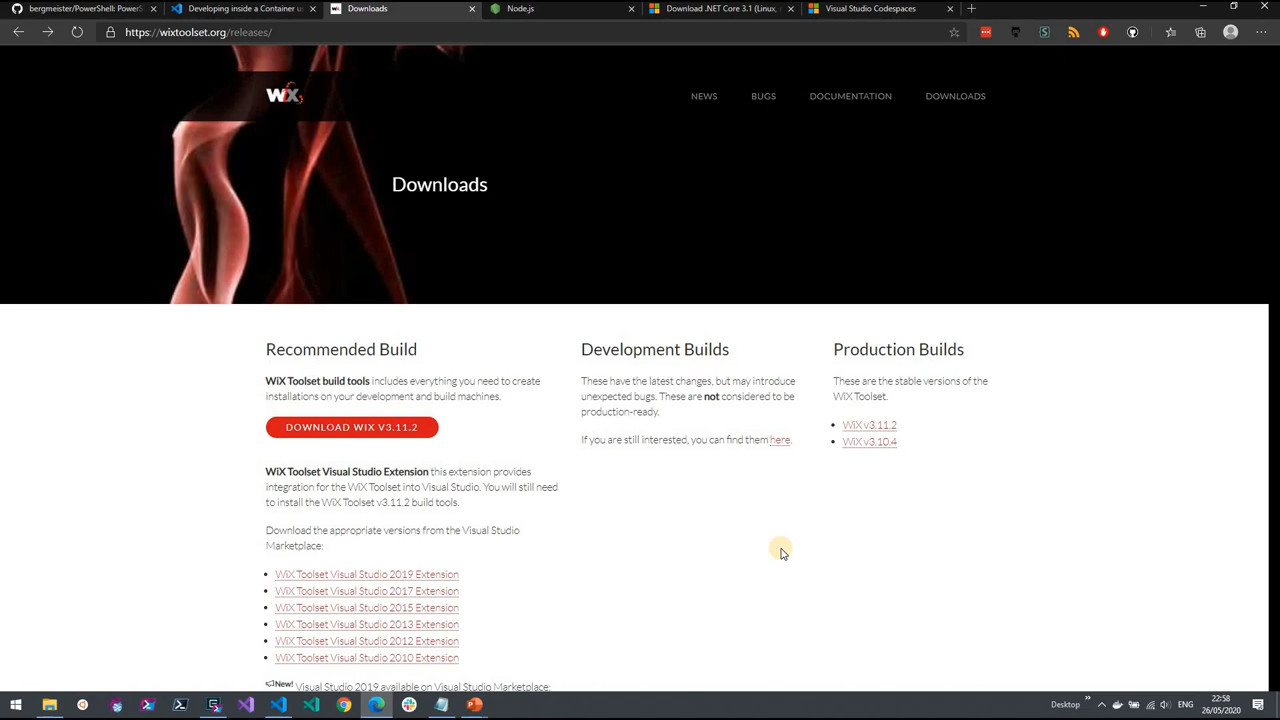 bergmeister/PowerShell: PowerS
Developing inside a Container us
Downloads
Node.js
Download .NET Core 3.1 (Linux,
Visual Studio Codespaces
https://wixtoolset.org/releases/
WiX
NEWS
BUGS
DOCUMENTATION
DOWNLOADS
Downloads
Recommended Build
WiX Toolset build tools includes everything you need to create
installations on your development and build machines.
DOWNLOAD WIX V3.11.2
WiX Toolset Visual Studio Extension this extension provides
integration for the WiX Toolset into Visual Studio. You will still need
to install the WiX Toolset v3.11.2 build tools.
Download the appropriate versions from the Visual Studio
Marketplace:
WiX Toolset Visual Studio 2019 Extension
WiX Toolset Visual Studio 2017 Extension
WiX Toolset Visual Studio 2015 Extension
WiX Toolset Visual Studio 2013 Extension
WiX Toolset Visual Studio 2012 Extension
WiX Toolset Visual Studio 2010 Extension
New! Visual Studio 2019 available on Visual Studio Marketplace:
Development Builds
These have the latest changes, but may introduce
unexpected bugs. These are not considered to be
production-ready.
If you are still interested, you can find them here.
Production Builds
These are the stable versions of the
WiX Toolset.
WiX v3.11.2
WiX v3.10.4
Desktop
ENG
22:58
26/05/2020